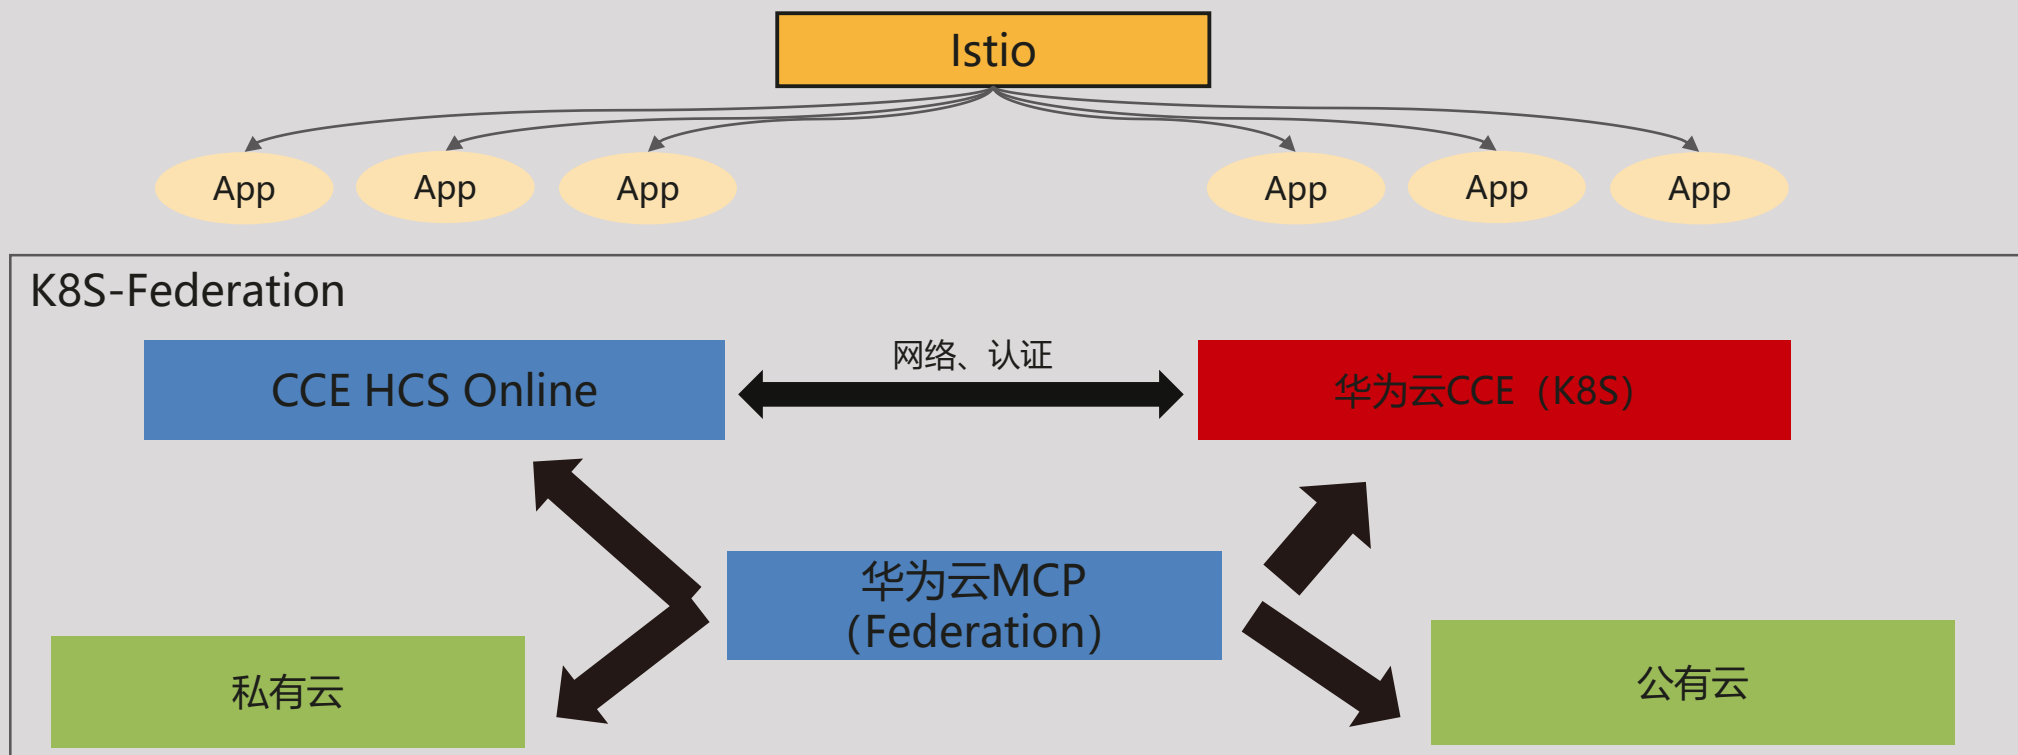 Istio
App
App
App
App
App
App
K8S-Federation
网络、认证
CCE HCS Online
华为云CCE（K8S）
华为云MCP
（Federation）
私有云
公有云